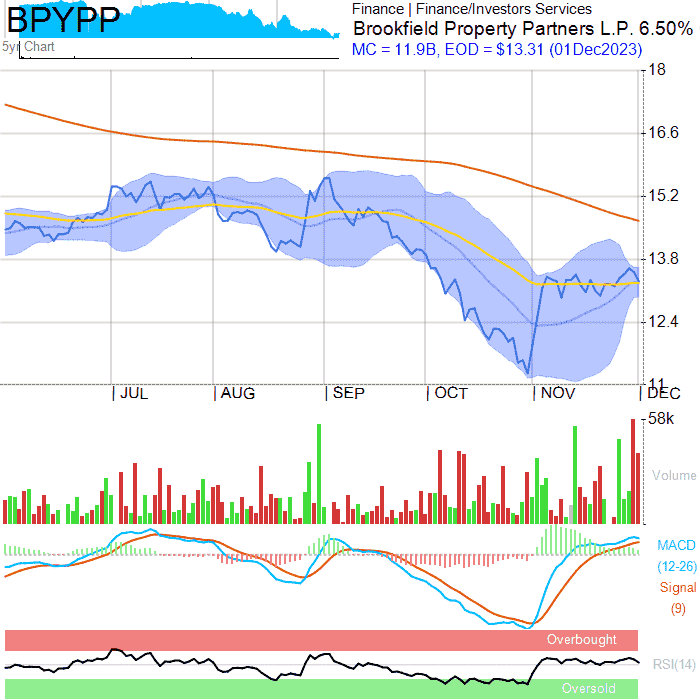 BPYPP
Finance | Finance/Investors Services
Brookfield Property Partners L.P. 6.50%
5yr Chart
MC = 11.9B, EOD = $13.31 (01Dec2023)
18
16.6
15.2
13.8
12.4
11
JUL AUG SEP OCT NOV DEC
58k
Volume
MACD
(12-26)
Signal
(9)
Overbought
RSI(14)
Oversold